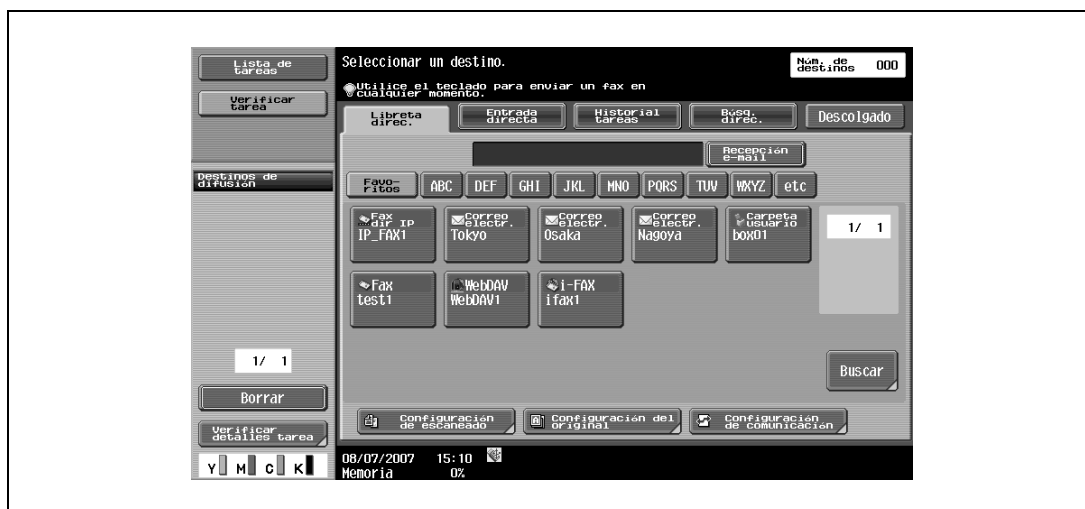 Lista de
tareas
Verificar
tarea
Destinos de
difusión
1/ 1
Borrar
Verificar
detalles tarea
Y M C K
Seleccionar un destino.
Núm. de
destinos 000
Utilice el teclado para enviar un fax en
cualquier momento.
Libreta
direc.
Entrada
directa
Historial
tareas
Búsq.
direc.
Descolgado
Recepción
e-mail
Favo-
ritos
ABC DEF GHI JKL MNO PQRS TUV WXYZ etc
Fax
dir IP
IP_FAX1
Correo
electr.
Tokyo
Correo
electr.
Osaka
Correo
electr.
Nagoya
Carpeta
usuario
box01
1/ 1
Fax
test1
WebDAV
WebDAV1
i-FAX
ifax1
Buscar
Configuración
de escaneado
Configuración del
original
Configuración
de comunicación
08/07/2007 15:10
Memoria 0%